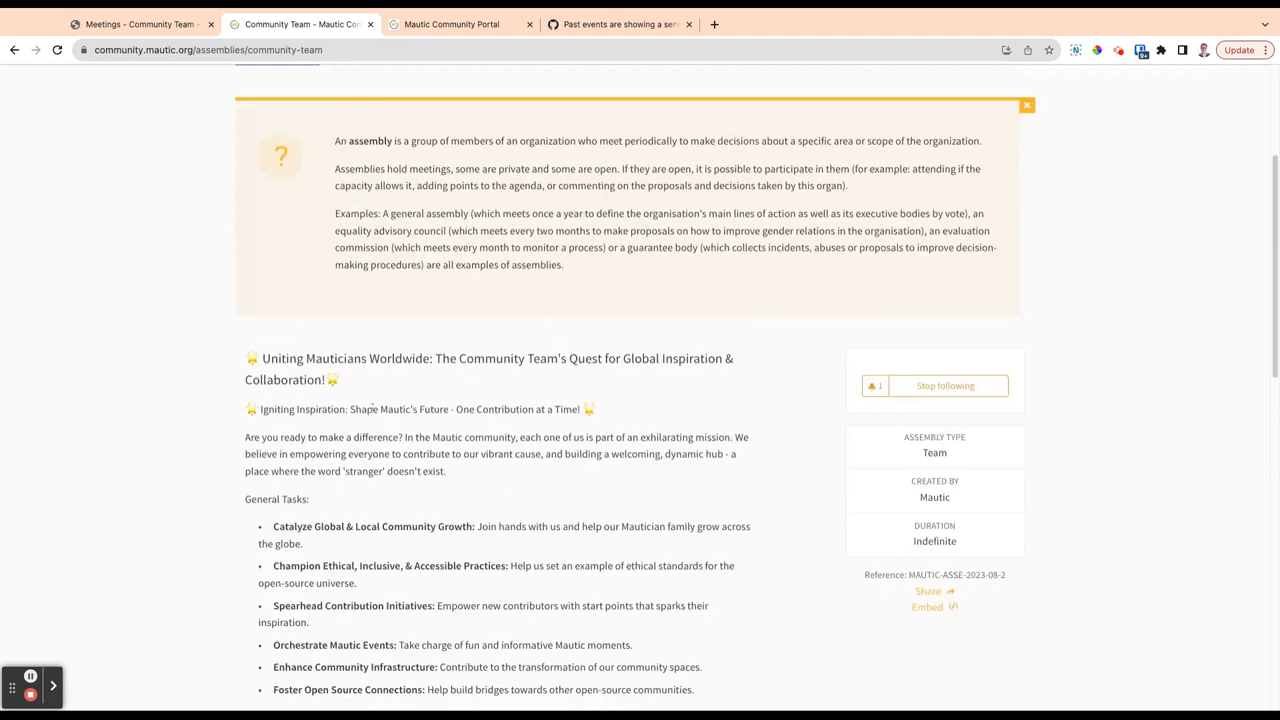 Meetings - Community Team -
Community Team - Mautic Co
Mautic Community Portal
Past events are showing a ser
community.mautic.org/assemblies/community-team
Update
?
An assembly is a group of members of an organization who meet periodically to make decisions about a specific area or scope of the organization.
Assemblies hold meetings, some are private and some are open. If they are open, it is possible to participate in them (for example: attending if the
capacity allows it, adding points to the agenda, or commenting on the proposals and decisions taken by this organ).
Examples: A general assembly (which meets once a year to define the organisation's main lines of action as well as its executive bodies by vote), an
equality advisory council (which meets every two months to make proposals on how to improve gender relations in the organisation), an evaluation
commission (which meets every month to monitor a process) or a guarantee body (which collects incidents, abuses or proposals to improve decision-
making procedures) are all examples of assemblies.
🌟 Uniting Mauticians Worldwide: The Community Team's Quest for Global Inspiration &
Collaboration!🌟
🌟 Igniting Inspiration: Shape Mautic's Future - One Contribution at a Time! 🌟
Are you ready to make a difference? In the Mautic community, each one of us is part of an exhilarating mission. We
believe in empowering everyone to contribute to our vibrant cause, and building a welcoming, dynamic hub - a
place where the word 'stranger' doesn't exist.
General Tasks:
• Catalyze Global & Local Community Growth: Join hands with us and help our Mautician family grow across
the globe.
• Champion Ethical, Inclusive, & Accessible Practices: Help us set an example of ethical standards for the
open-source universe.
• Spearhead Contribution Initiatives: Empower new contributors with start points that sparks their
inspiration.
• Orchestrate Mautic Events: Take charge of fun and informative Mautic moments.
• Enhance Community Infrastructure: Contribute to the transformation of our community spaces.
• Foster Open Source Connections: Help build bridges towards other open-source communities.
1 Stop following
ASSEMBLY TYPE
Team
CREATED BY
Mautic
DURATION
Indefinite
Reference: MAUTIC-ASSE-2023-08-2
Share
Embed